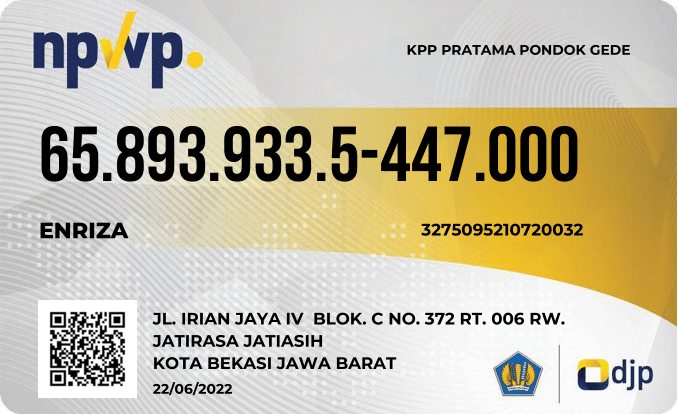 npwp.
KPP PRATAMA PONDOK GEDE
65.893.933.5-447.000
ENRIZA
3275095210720032
JL. IRIAN JAYA IV BLOK. C NO. 372 RT. 006 RW.
JATIRASA JATIASIH
KOTA BEKASI JAWA BARAT
22/06/2022
djp